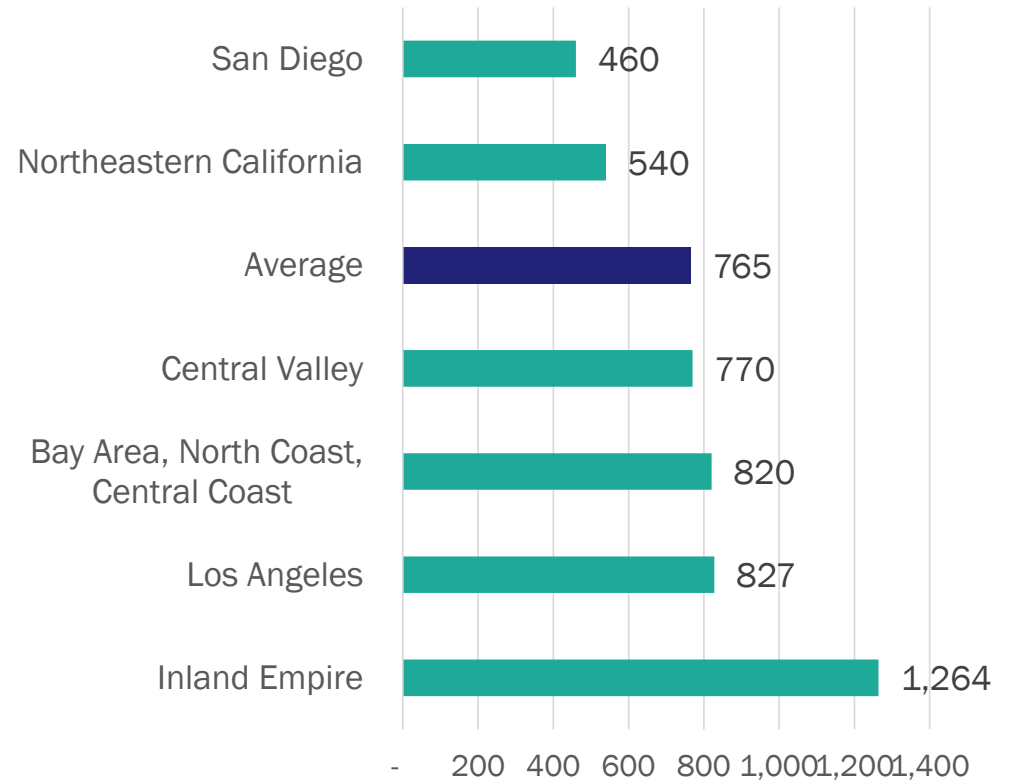 San Diego 460
Northeastern California 540
Average 765
Central Valley 770
Bay Area, North Coast,
Central Coast 820
Los Angeles 827
Inland Empire 1,264
- 200 400 600 800 1,000 1,200 1,400